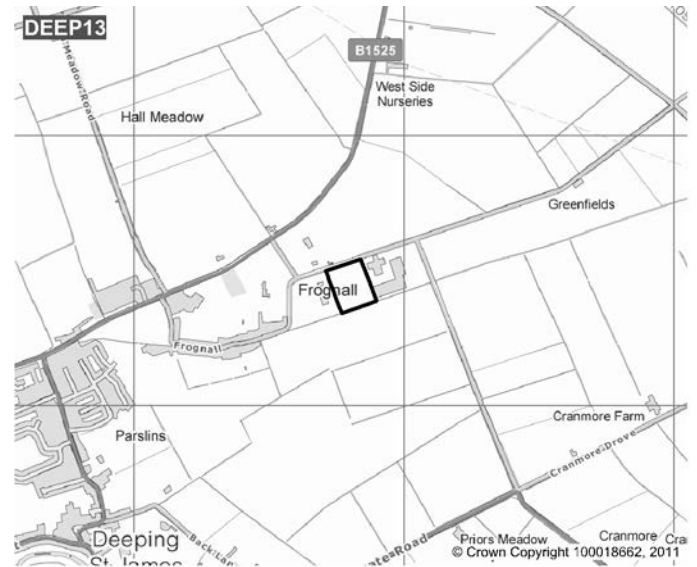 DEEP13
B1525
Meadow Road
West Side
Nurseries
Hall Meadow
Greenfields
Frognall
Frognall
Cranmore Farm
Parslins
Cranmore Drove
Deeping
St James
Back Lane
Road
Priors Meadow
Cranmore
© Crown Copyright 100018662, 2011